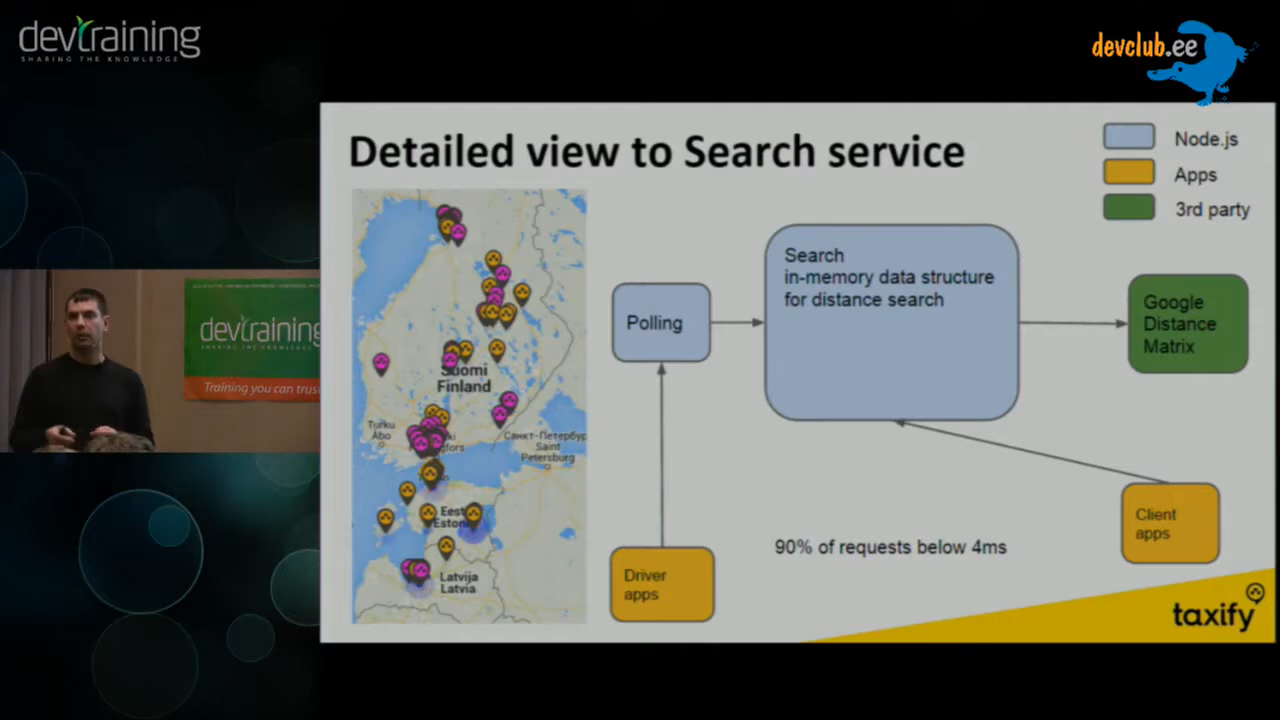 devtraining
SHARING THE KNOWLEDGE
devclub.ee
Detailed view to Search service
Node.js
Apps
3rd party
Search
in-memory data structure
for distance search
Polling
Google
Distance
Matrix
Suomi
Finland
Turku
Åbo
Санкт-Петербург
Saint
Petersburg
Eesti
Estonia
Latvija
Latvia
Driver
apps
90% of requests below 4ms
Client
apps
taxify
devtraining
SHARING THE KNOWLEDGE
Training you can trust